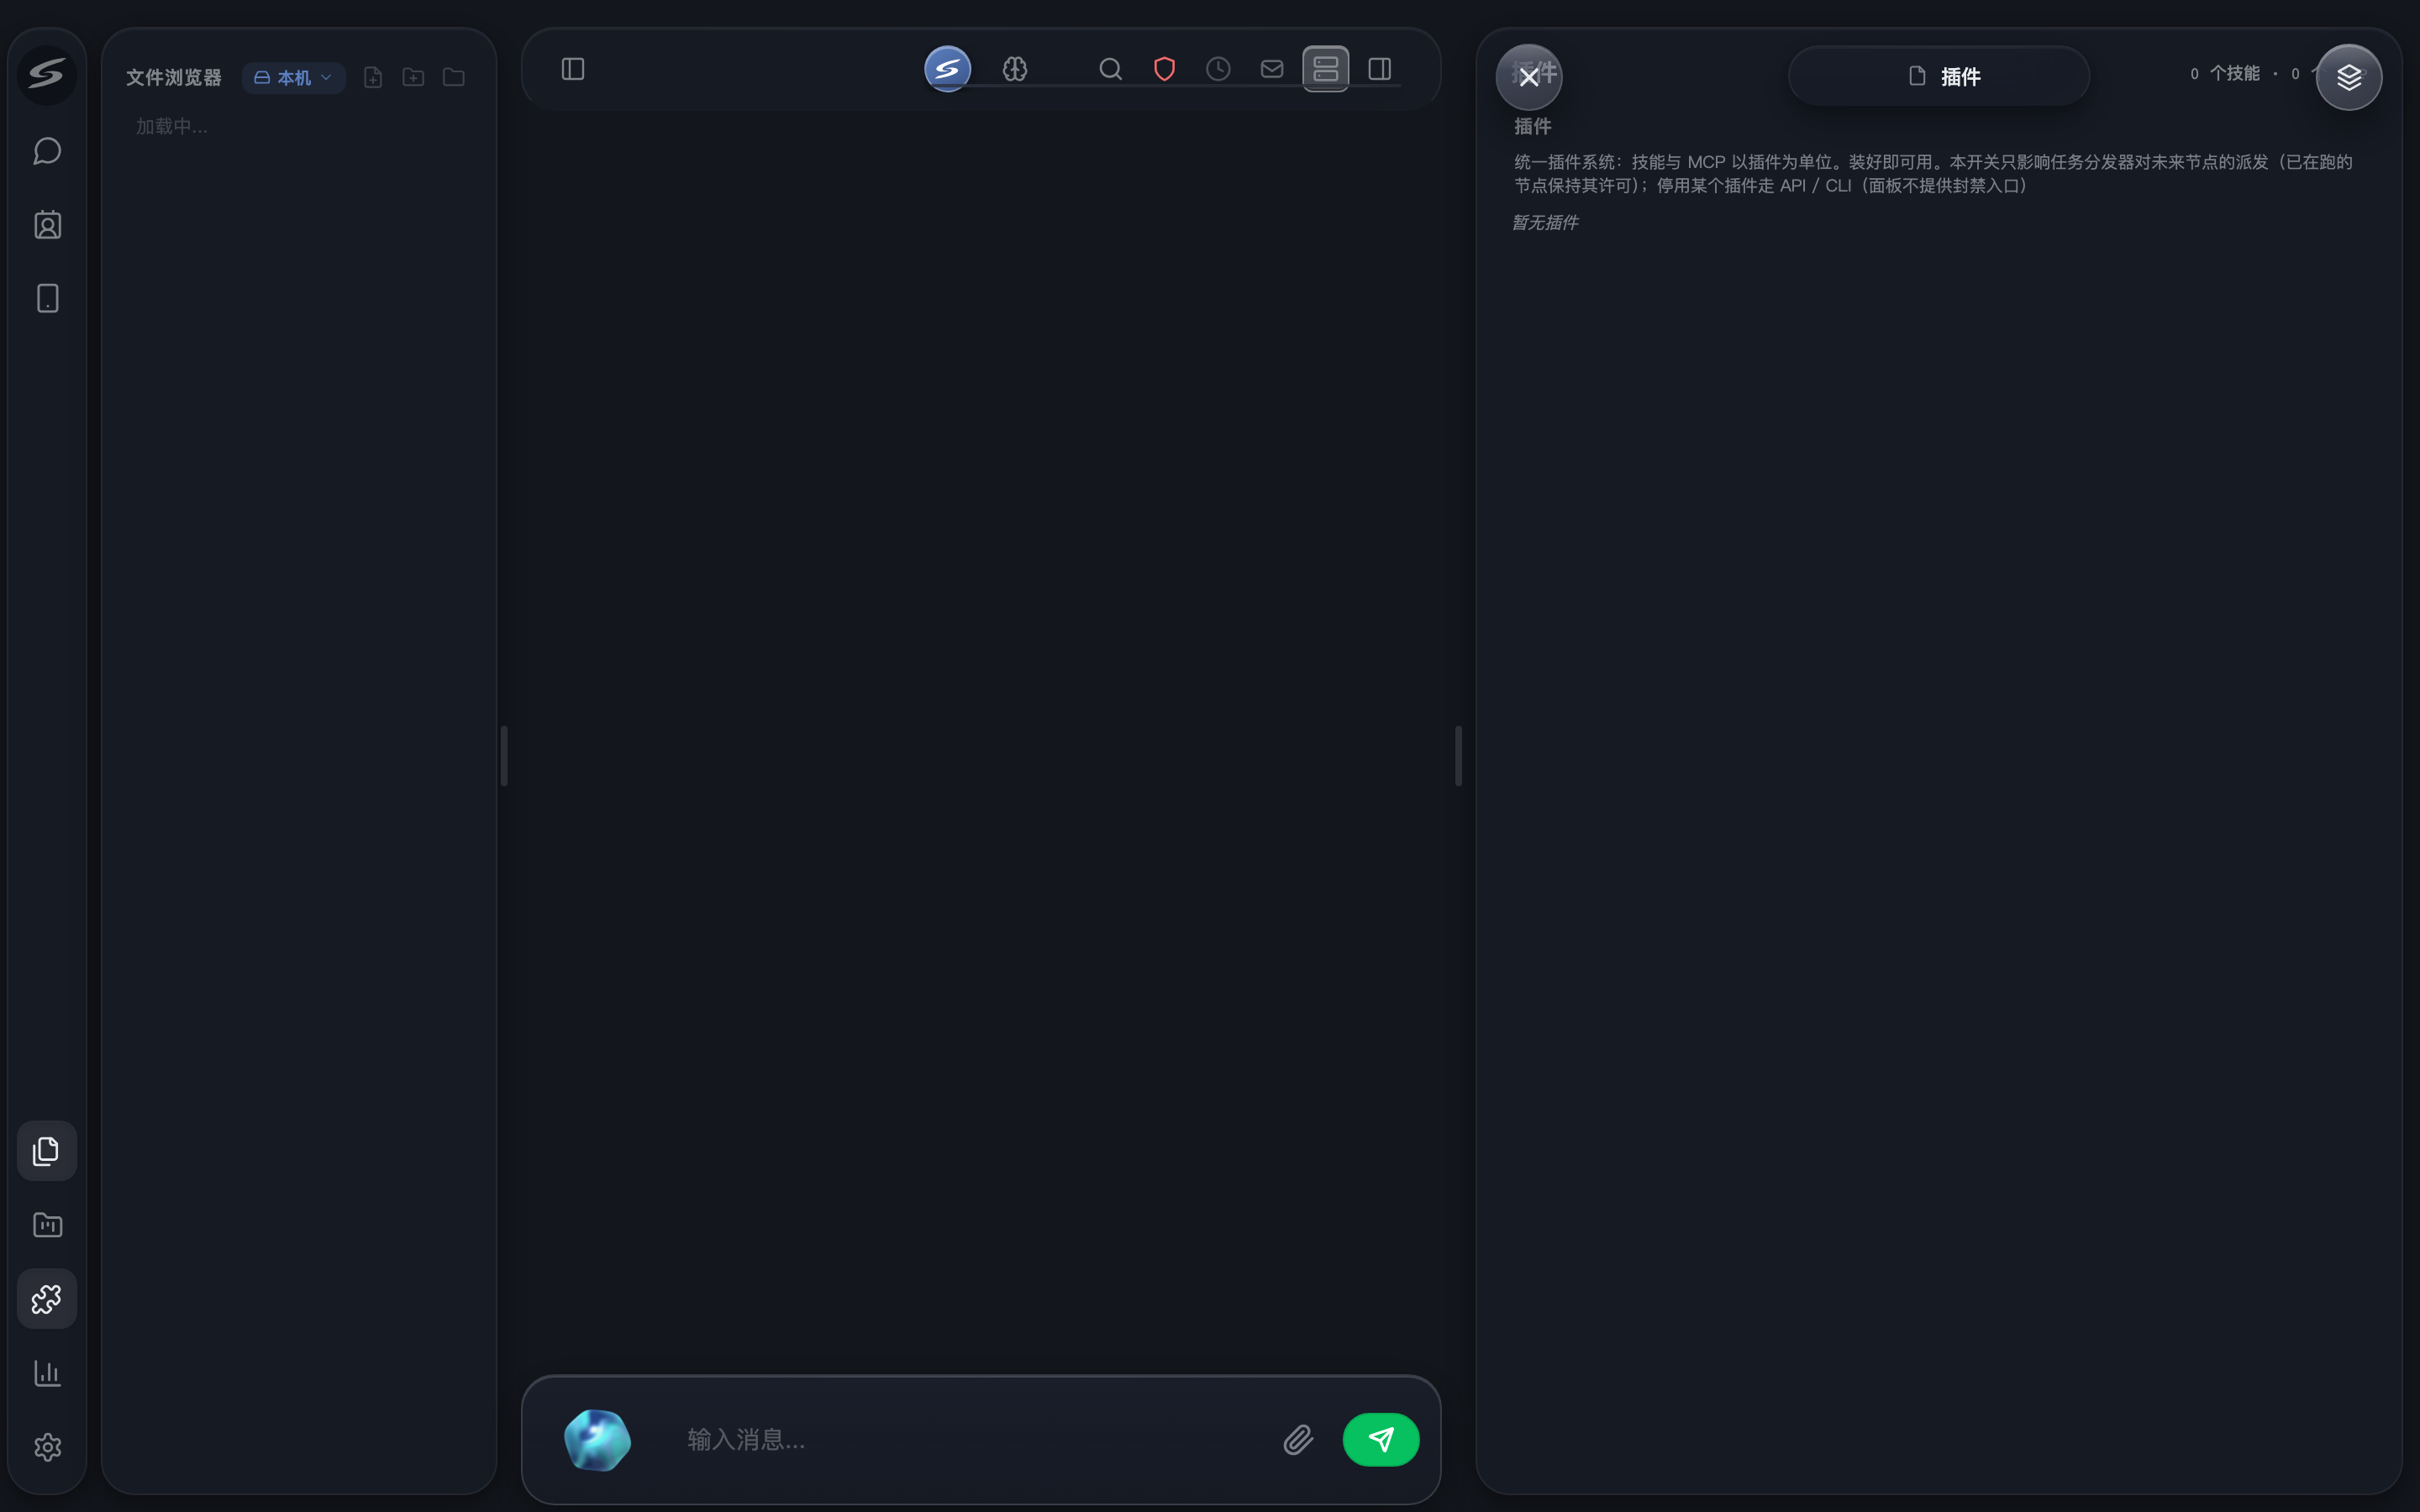 文件浏览器
本机
加载中...
输入消息...
插件
插件
0 个技能 · 0
插件
统一插件系统：技能与 MCP 以插件为单位。装好即可用。本开关只影响任务分发器对未来节点的派发（已在跑的
节点保持其许可）；停用某个插件走 API / CLI（面板不提供封禁入口）
暂无插件